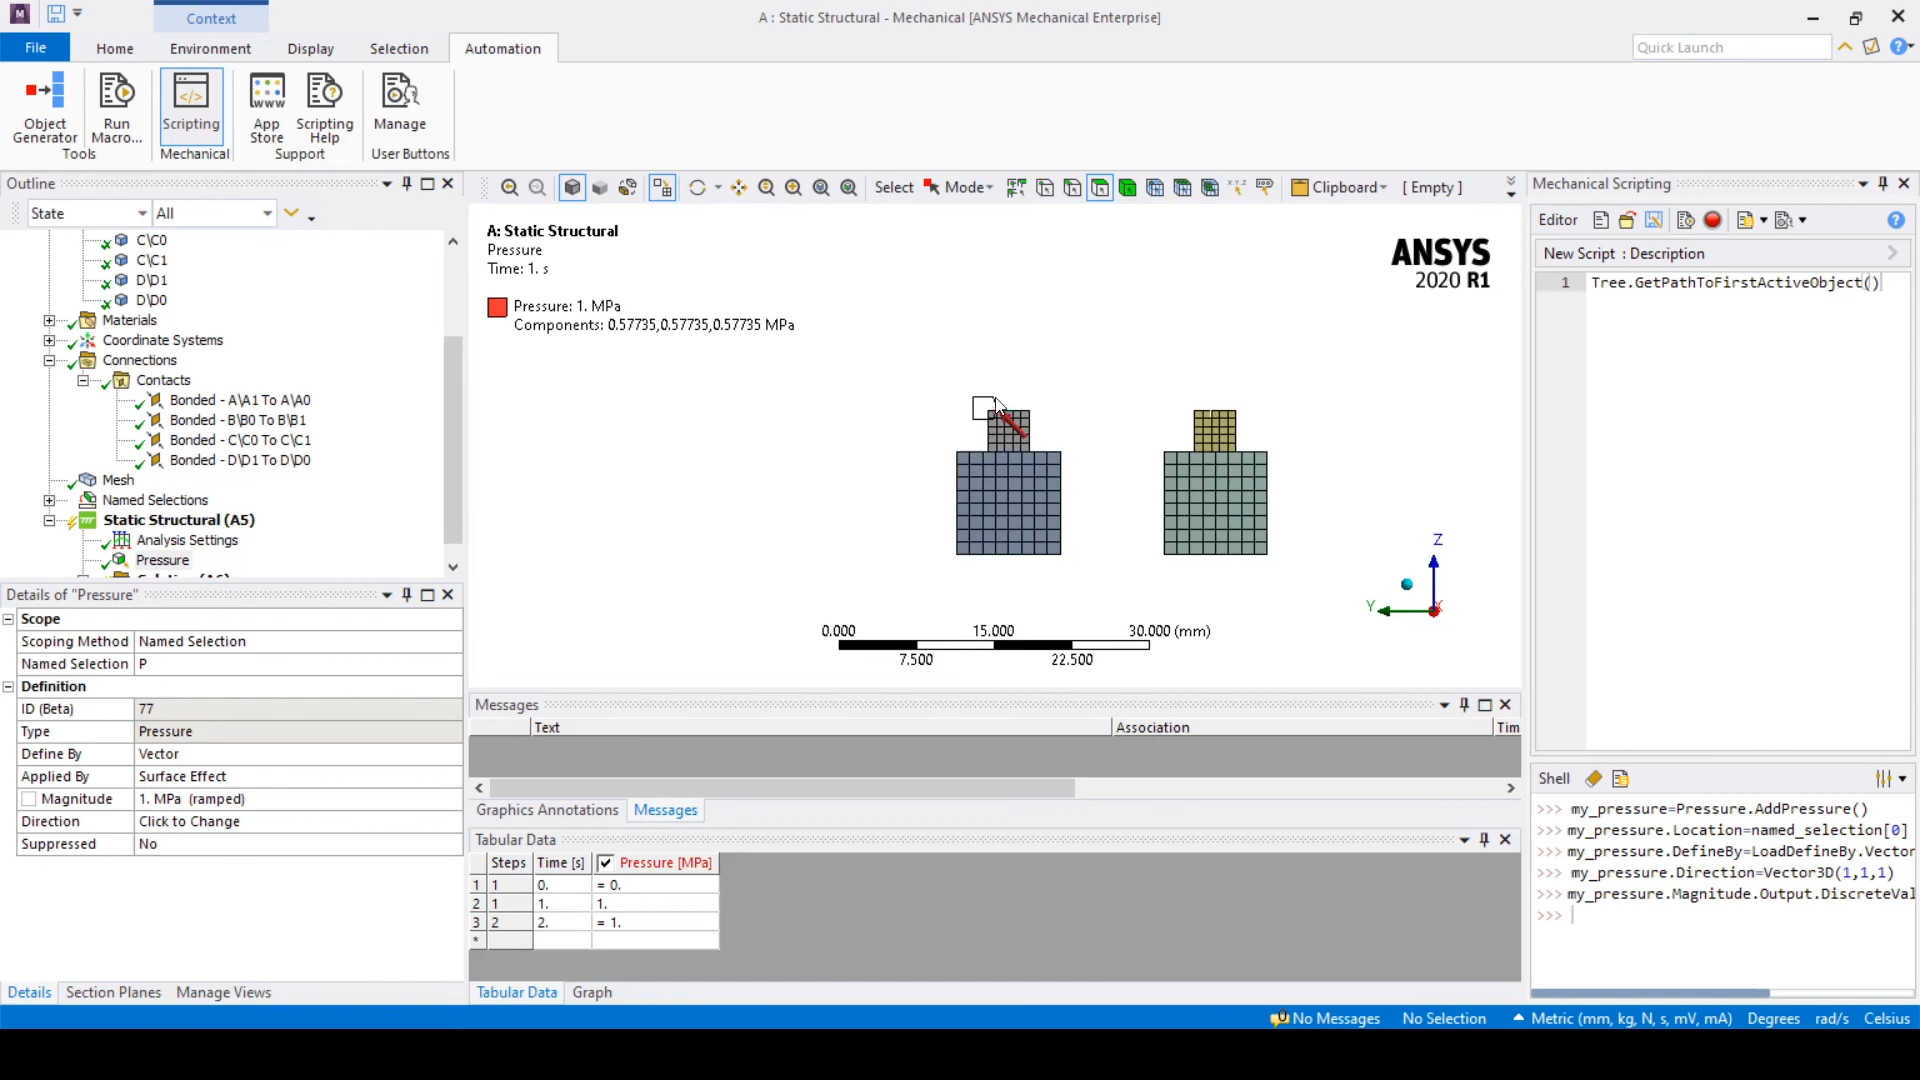 Context
A : Static Structural - Mechanical [ANSYS Mechanical Enterprise]
File
Home
Environment
Display
Selection
Automation
Quick Launch
Object Generator
Run Macro...
Scripting
App Store
Scripting Help
Manage
Tools
Mechanical
Support
User Buttons
Outline
State
All
C\C0
C\C1
D\D1
D\D0
Materials
Coordinate Systems
Connections
Contacts
Bonded - A\A1 To A\A0
Bonded - B\B0 To B\B1
Bonded - C\C0 To C\C1
Bonded - D\D1 To D\D0
Mesh
Named Selections
Static Structural (A5)
Analysis Settings
Pressure
Details of "Pressure"
Scope
Scoping Method Named Selection
Named Selection P
Definition
ID (Beta) 77
Type Pressure
Define By Vector
Applied By Surface Effect
Magnitude 1. MPa (ramped)
Direction Click to Change
Suppressed No
Details
Section Planes
Manage Views
Select
Mode
Clipboard
[ Empty ]
A: Static Structural
Pressure
Time: 1. s
Pressure: 1. MPa
Components: 0.57735,0.57735,0.57735 MPa
ANSYS
2020 R1
Z
Y
X
0.000 15.000 30.000 (mm)
7.500 22.500
Messages
Text Association Tim
Graphics Annotations
Messages
Tabular Data
Steps Time [s] Pressure [MPa]
1 1 0. = 0.
2 1 1. 1.
3 2 2. = 1.
*
Tabular Data
Graph
Mechanical Scripting
Editor
New Script : Description
1 Tree.GetPathToFirstActiveObject()
Shell
>>> my_pressure=Pressure.AddPressure()
>>> my_pressure.Location=named_selection[0]
>>> my_pressure.DefineBy=LoadDefineBy.Vector
>>> my_pressure.Direction=Vector3D(1,1,1)
>>> my_pressure.Magnitude.Output.DiscreteVal
>>>
No Messages
No Selection
Metric (mm, kg, N, s, mV, mA)
Degrees
rad/s
Celsius